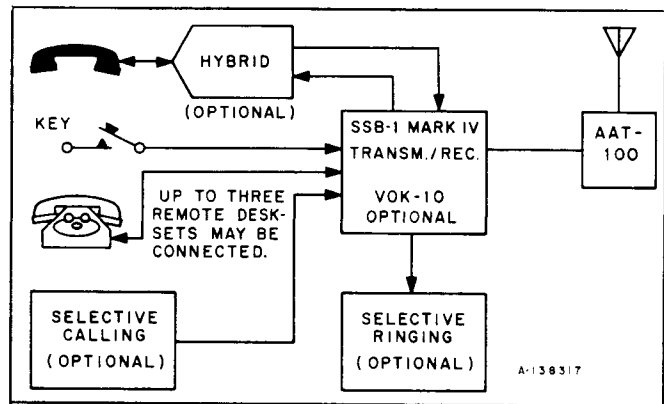 HYBRID
(OPTIONAL)
KEY
SSB-1 MARK IV
TRANSM./REC.
VOK-10
OPTIONAL
AAT-
100
UP TO THREE
REMOTE DESK-
SETS MAY BE
CONNECTED.
SELECTIVE
CALLING
(OPTIONAL)
SELECTIVE
RINGING
(OPTIONAL)
A-138317